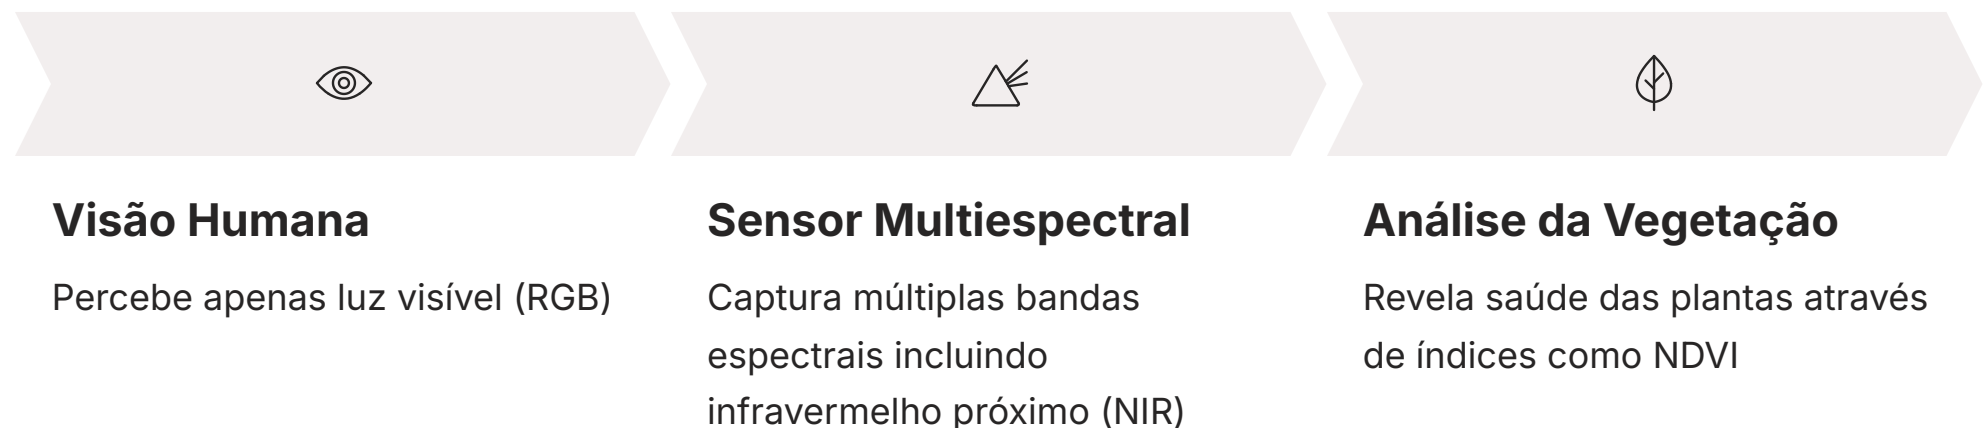 Visão Humana
Percebe apenas luz visível (RGB)
Sensor Multiespectral
Captura múltiplas bandas
espectrais incluindo
infravermelho próximo (NIR)
Análise da Vegetação
Revela saúde das plantas através
de índices como NDVI